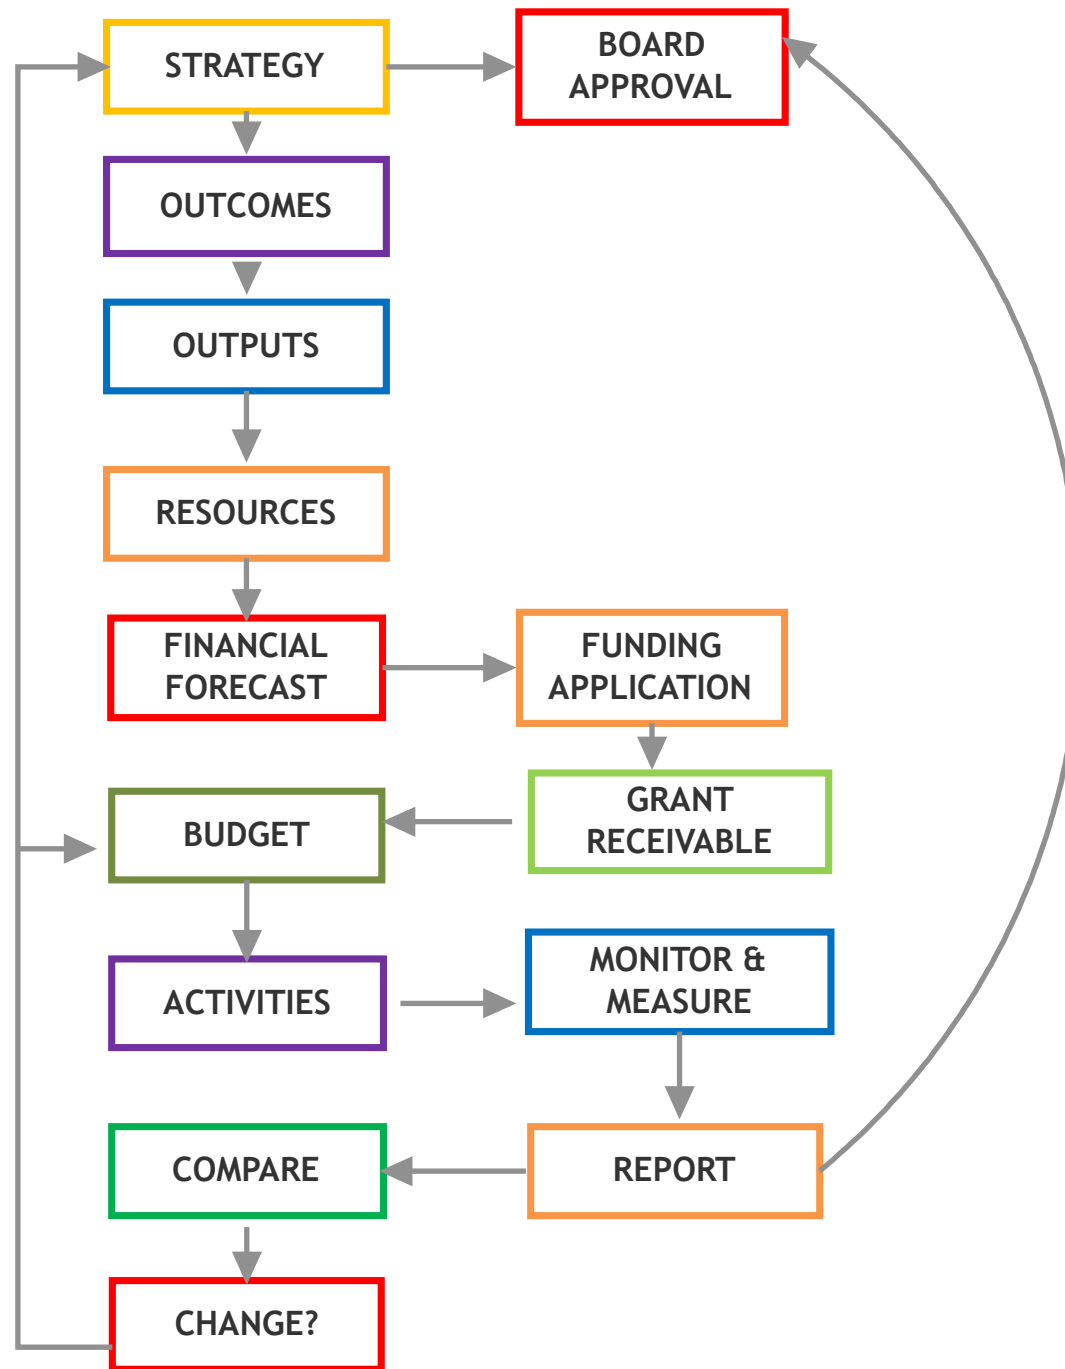 STRATEGY
BOARD
APPROVAL
OUTCOMES
OUTPUTS
RESOURCES
FINANCIAL
FORECAST
FUNDING
APPLICATION
GRANT
RECEIVABLE
BUDGET
MONITOR &
MEASURE
ACTIVITIES
COMPARE
REPORT
CHANGE?